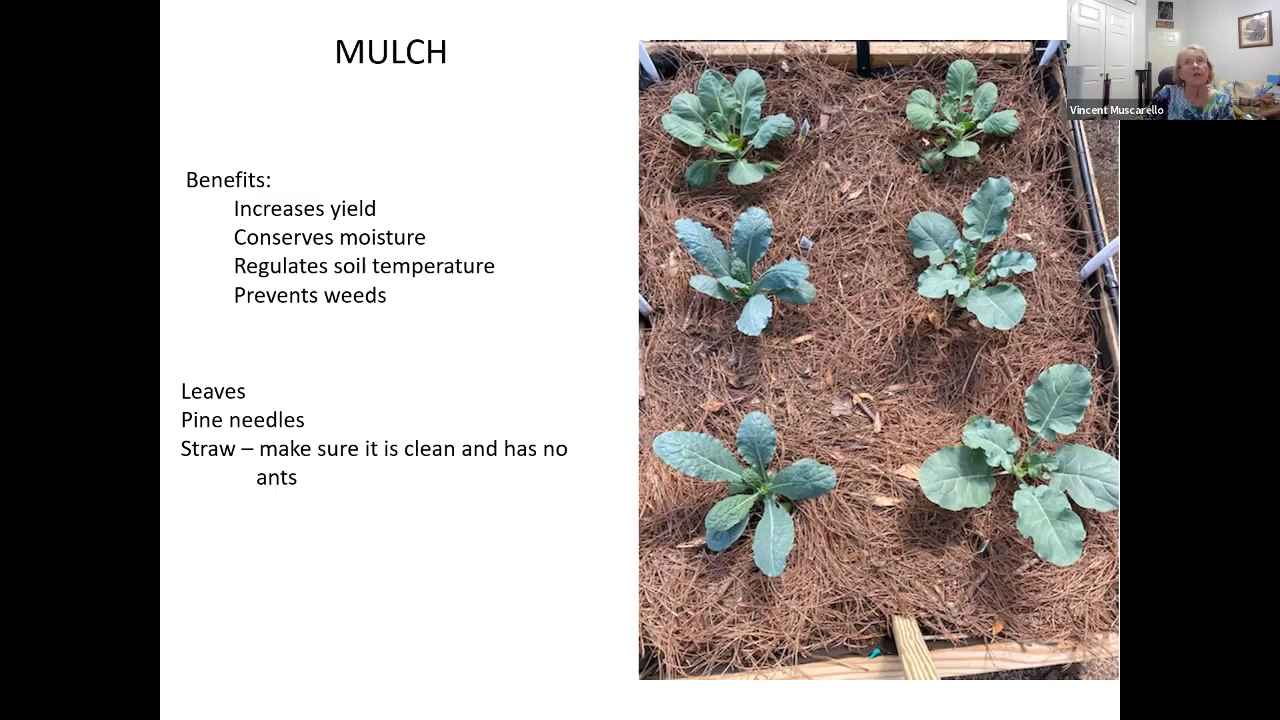 MULCH
Vincent Muscarello
Benefits:
Increases yield
Conserves moisture
Regulates soil temperature
Prevents weeds
Leaves
Pine needles
Straw – make sure it is clean and has no
ants